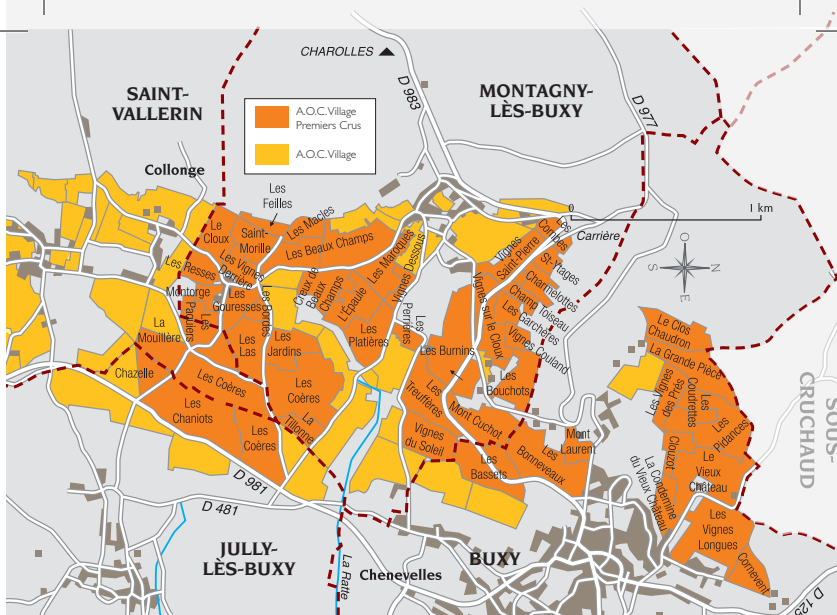 CHAROLLES
D 983
SAINT-
VALLERIN
MONTAGNY-
LÈS-BUXY
D 977
A.O.C. Village
Premiers Crus
A.O.C. Village
Collonge
Les
Feilles
0
1 km
Le
Cloux
Saint-
Morille
Les Macles
Les Beaux Champs
Les Maroques
Vignes Dessous
Vignes
Saint-Pierre
Les
Combes
Carrière
St-Ytages
Charmelottes
Champ Toiseau
Les Garchères
Vignes Couland
O
N
S
E
Les Resses
Les Vignes
Derrière
Montorge
Les
Paquiers
Les
Gouresses
Les Bordes
Creux de
Beaux
Champs
L'Épaule
Les
Perrières
Vignes sur le Cloux
La
Mouillère
Les
Las
Les
Jardins
Les
Platières
Les Burnins
Les
Bouchots
Le Clos
Chaudron
La Grande Pièce
Les Vignes
des Prés
Les
Coudrettes
Les
Pidances
Chazelle
Les Coères
Les
Coères
Les
Chaniots
Les
Coères
La
Tillonne
Les
Treuffères
Mont Cuchot
Vignes
du Soleil
Les
Bassets
Les
Bonneveaux
Mont
Laurent
Clouzot
Le
Vieux
Château
La Condemine
du Vieux Château
Les
Vignes
Longues
Cornevent
SOUS-
CRUCHAUD
D 981
D 481
JULLY-
LÈS-BUXY
La Ratte
Chenevelles
BUXY
D 125